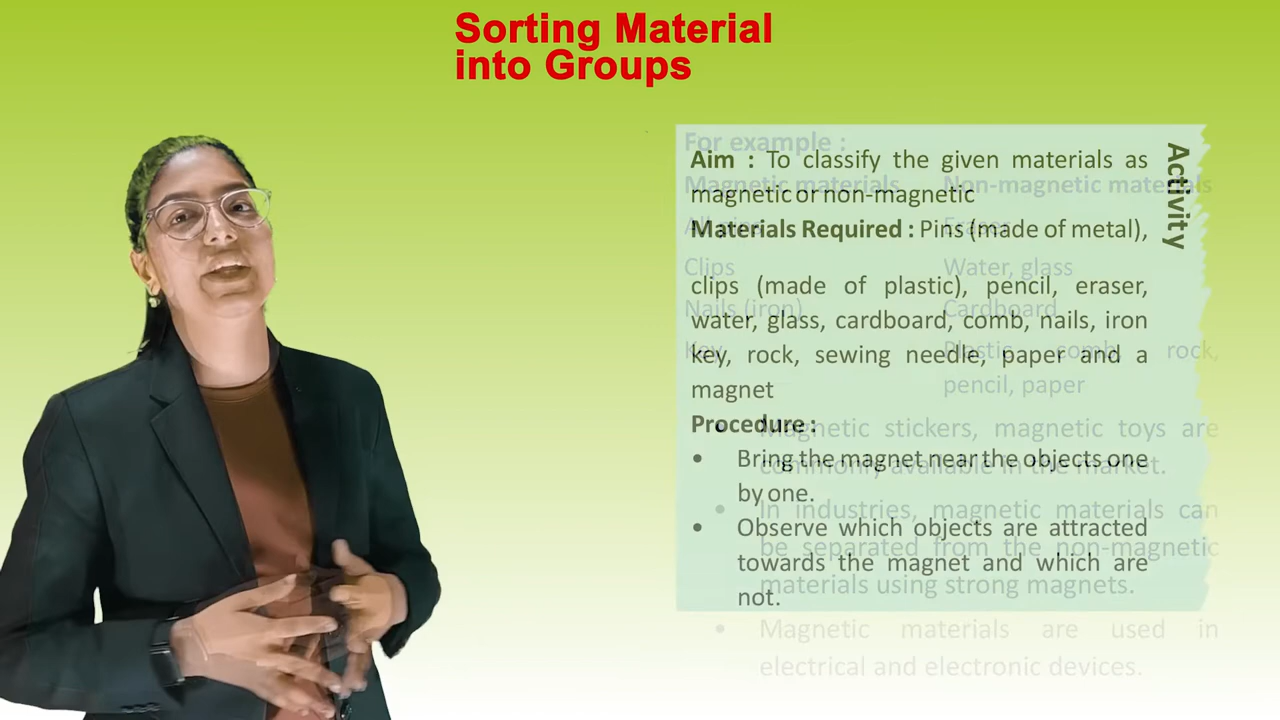 Sorting Material
into Groups
Activity
Aim : To classify the given materials as
magnetic or non-magnetic
Materials Required : Pins (made of metal),
clips (made of plastic), pencil, eraser,
water, glass, cardboard, comb, nails, iron
key, rock, sewing needle, paper and a
magnet
Procedure :
• Bring the magnet near the objects one
by one.
• Observe which objects are attracted
towards the magnet and which are
not.
For example :
Magnetic materials Non-magnetic materials
All pins Eraser
Clips Water, glass
Nails (iron) Cardboard
Key Plastic comb, rock,
pencil, paper
• Magnetic stickers, magnetic toys are
commonly available in the market.
• In industries, magnetic materials can
be separated from the non-magnetic
materials using strong magnets.
• Magnetic materials are used in
electrical and electronic devices.